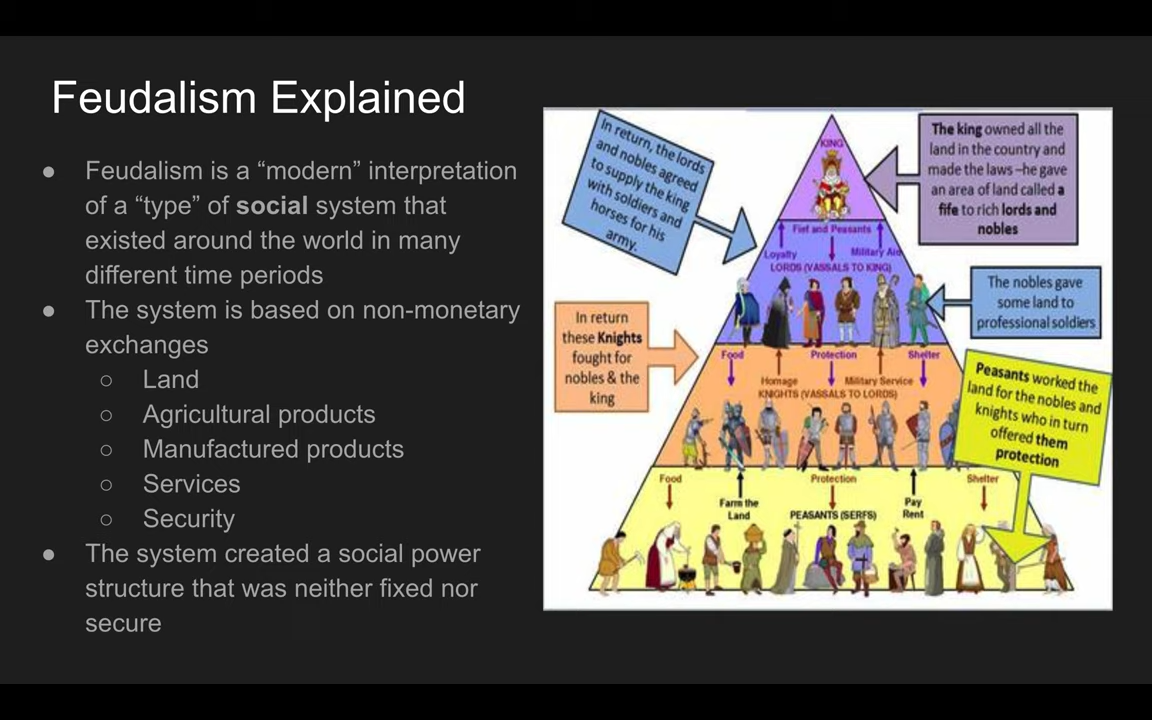 Feudalism Explained
● Feudalism is a “modern” interpretation
of a “type” of social system that
existed around the world in many
different time periods
● The system is based on non-monetary
exchanges
○ Land
○ Agricultural products
○ Manufactured products
○ Services
○ Security
● The system created a social power
structure that was neither fixed nor
secure
In return, the lords
and nobles agreed
to supply the king
with soldiers and
horses for his
army.
The king owned all the
land in the country and
made the laws –he gave
an area of land called a
fife to rich lords and
nobles
KING
Fief and Peasants
Loyalty
Military Aid
LORDS (VASSALS TO KING)
The nobles gave
some land to
professional soldiers
In return
these Knights
fought for
nobles & the
king
Food
Protection
Shelter
Homage
Military Service
KNIGHTS (VASSALS TO LORDS)
Peasants worked the
land for the nobles and
knights who in turn
offered them
protection
Food
Protection
Shelter
Farm the
Land
Pay
Rent
PEASANTS (SERFS)